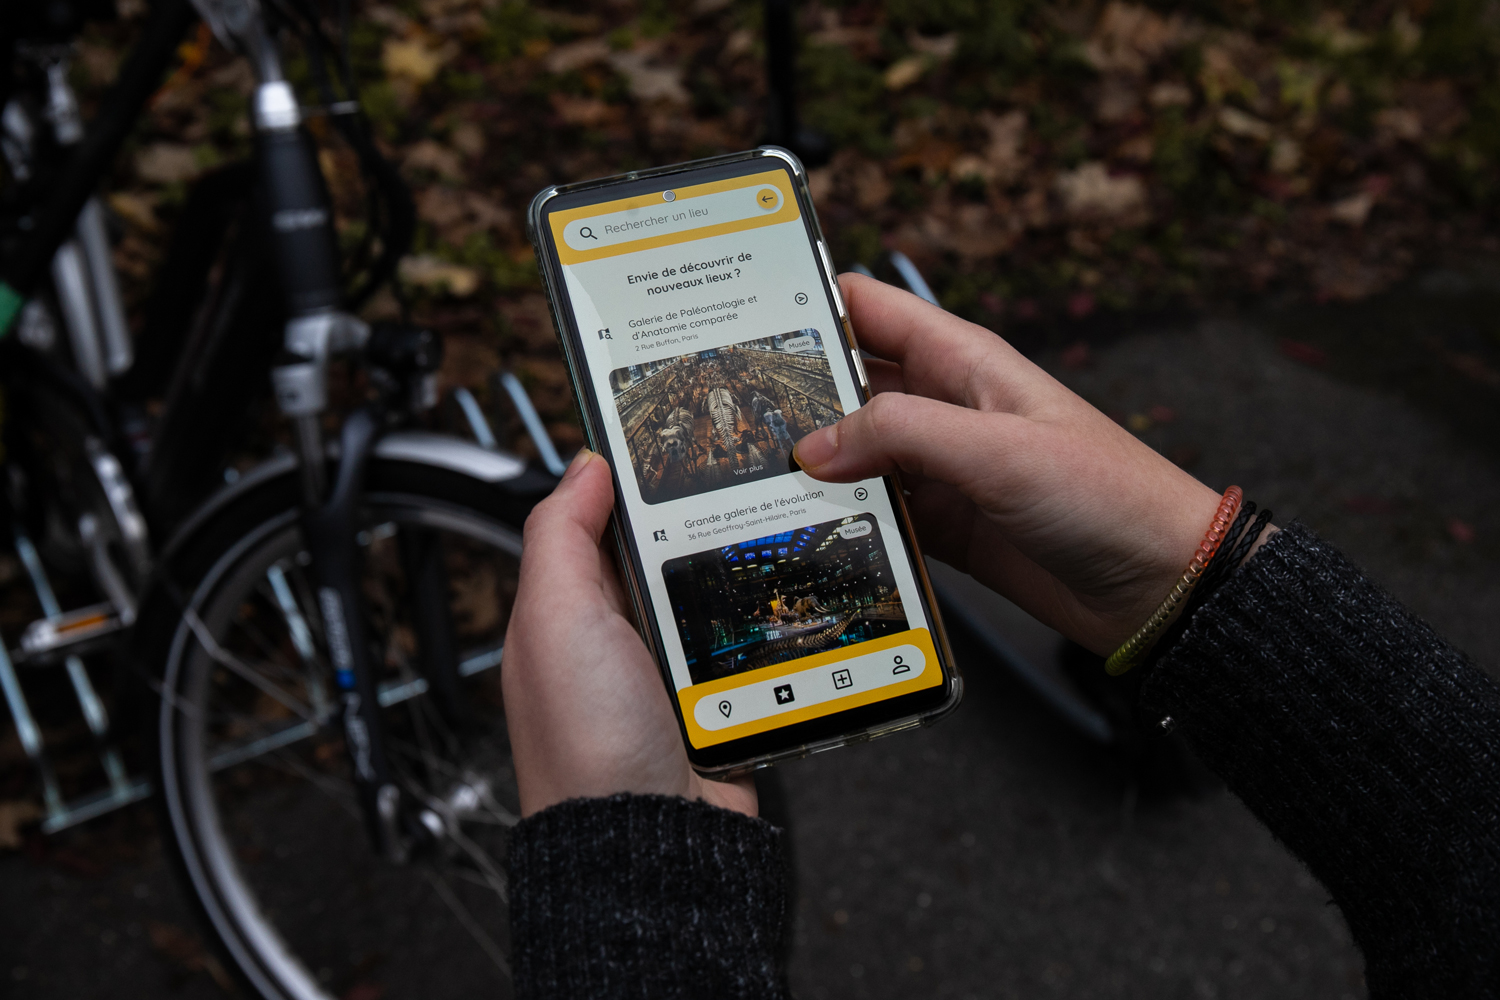 Rechercher un lieu
Envie de découvrir de
nouveaux lieux ?
Galerie de Paléontologie et
d'Anatomie comparée
2 Rue Buffon, Paris
Musée
Voir plus
Grande galerie de l'évolution
36 Rue Geoffroy-Saint-Hilaire, Paris
Musée